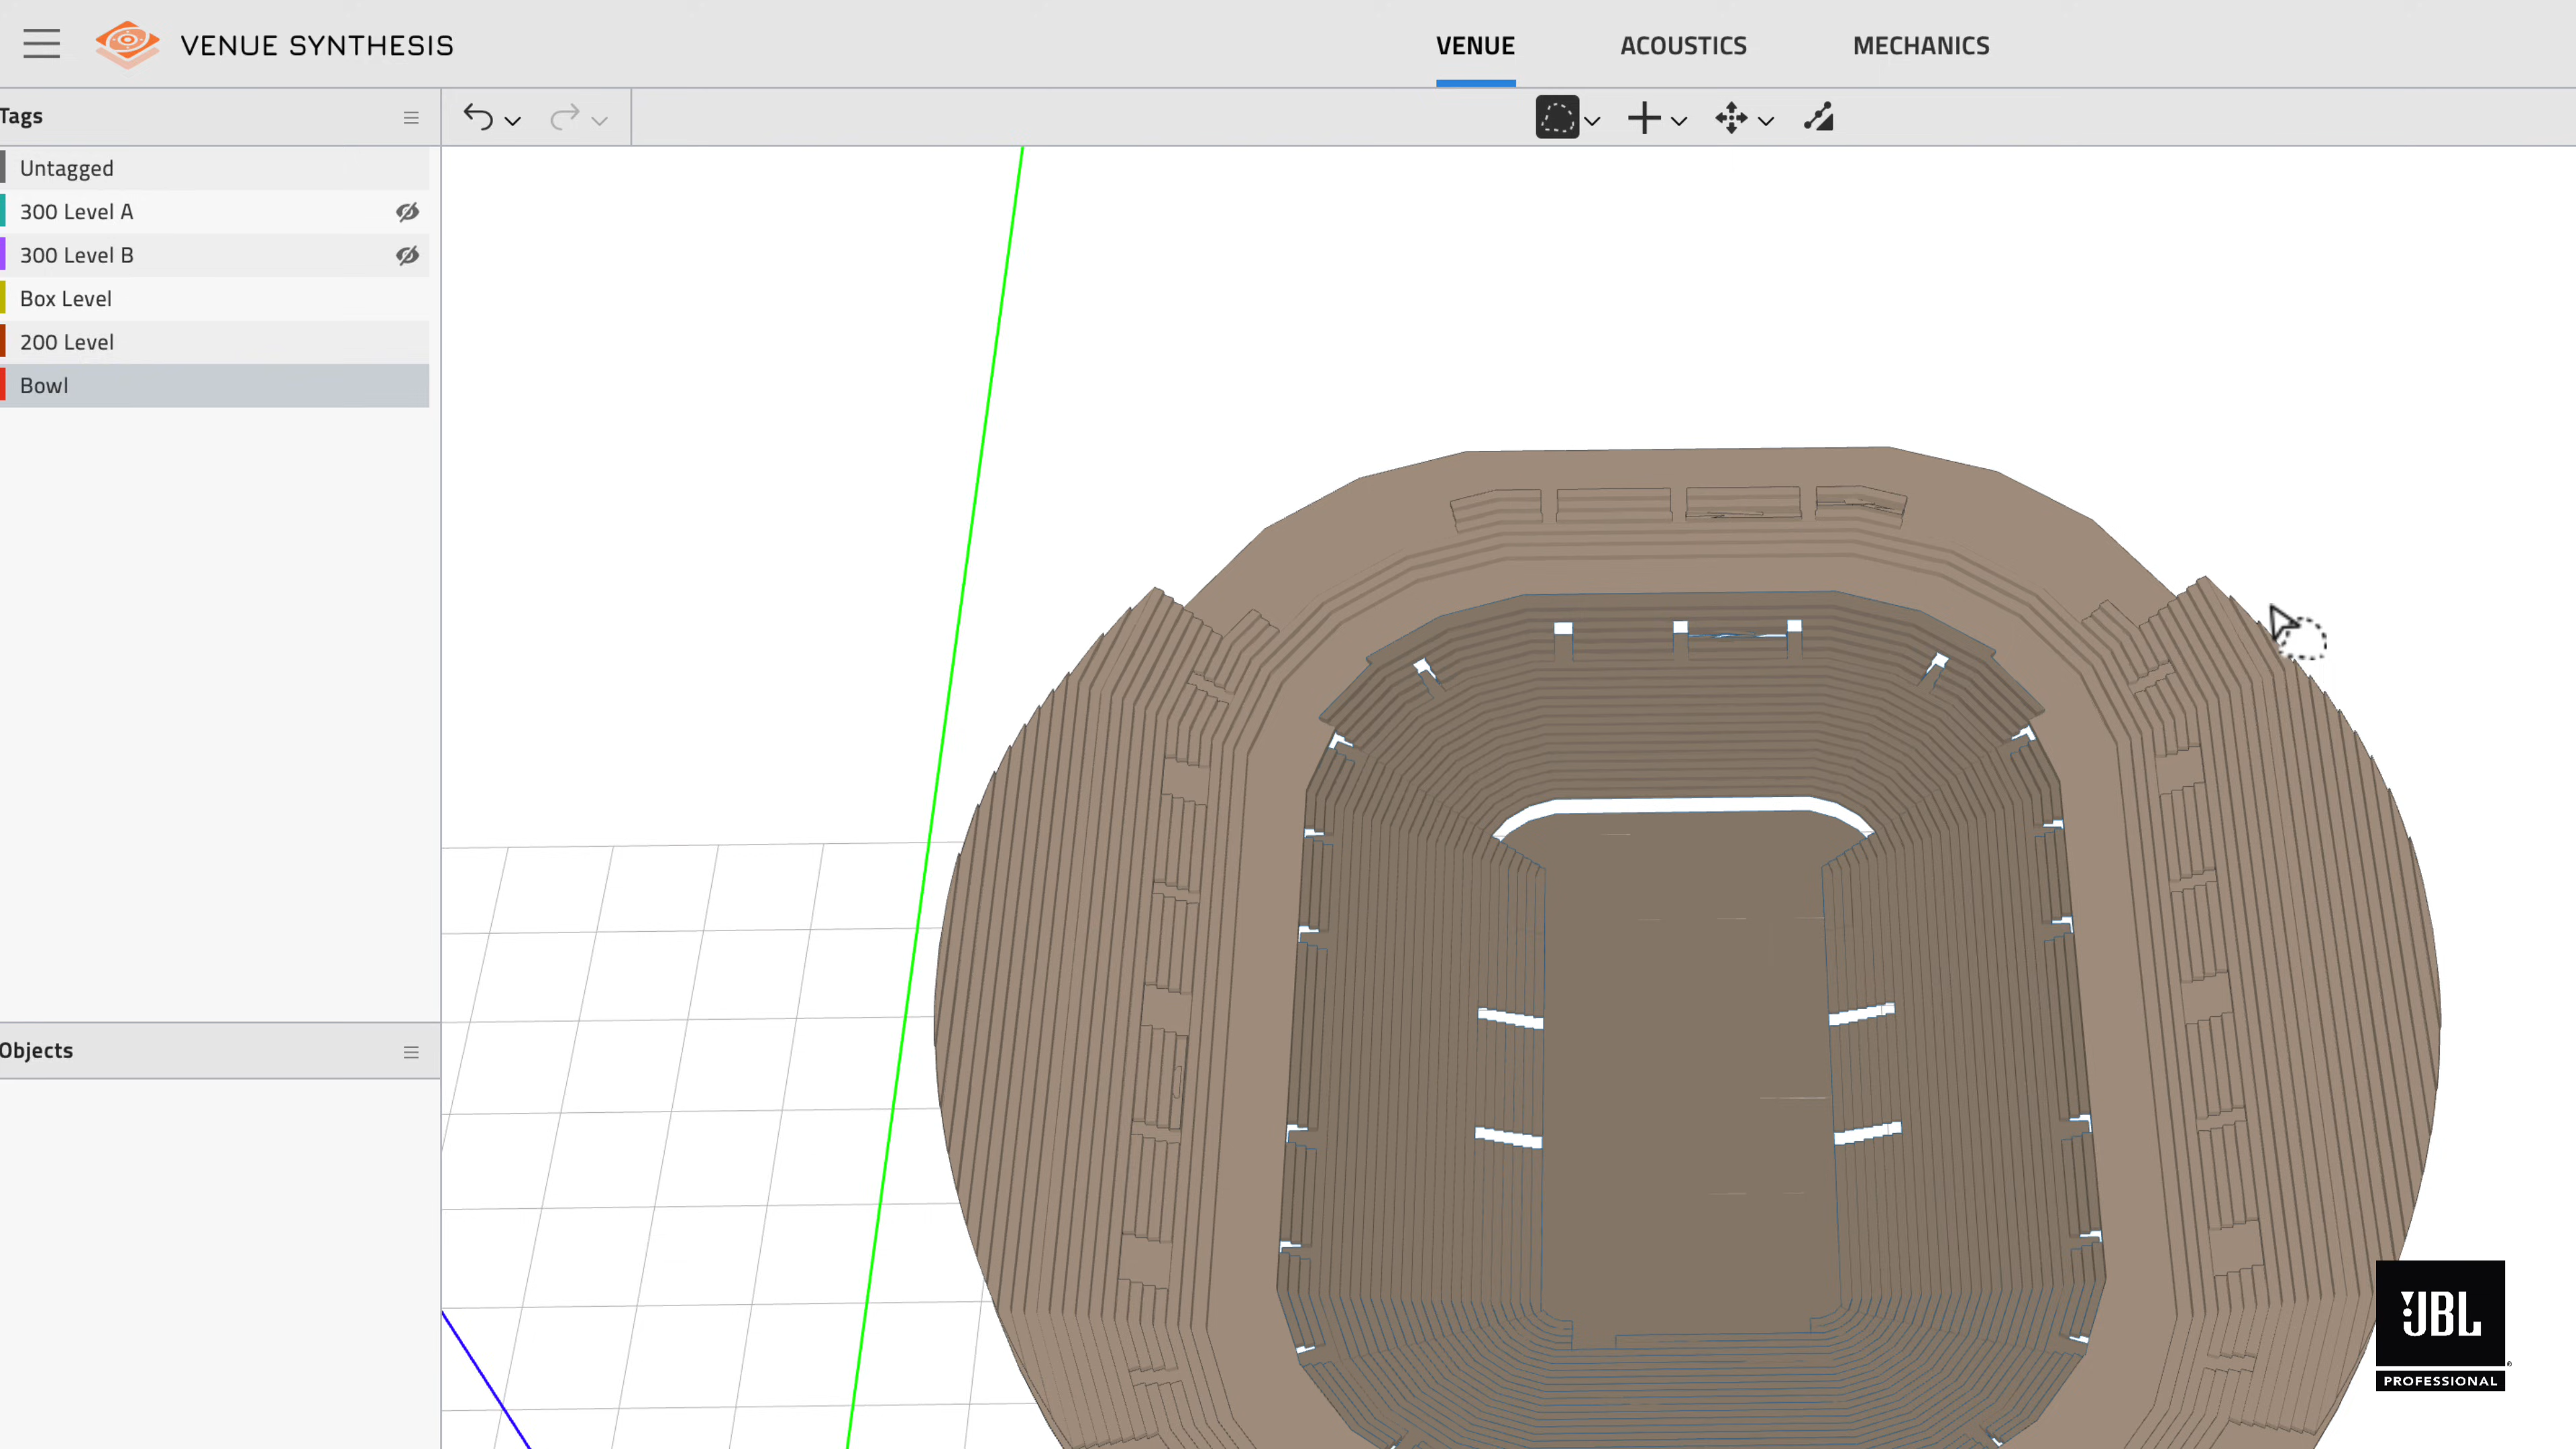 VENUE SYNTHESIS
VENUE
ACOUSTICS
MECHANICS
Tags
Untagged
300 Level A
300 Level B
Box Level
200 Level
Bowl
Objects
JBL
PROFESSIONAL